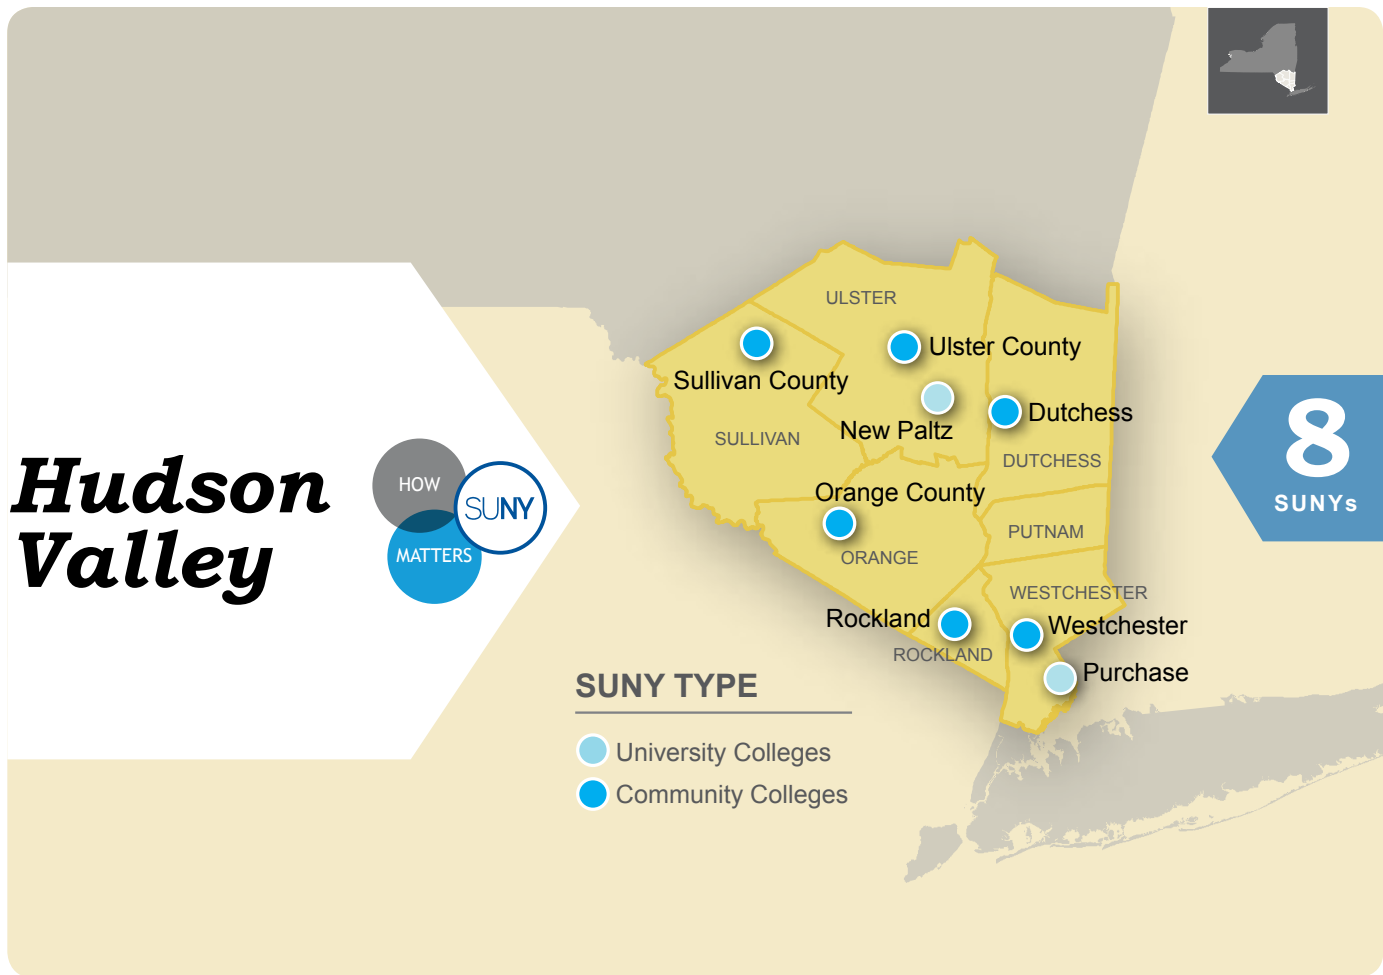 Hudson
Valley
HOW
SUNY
MATTERS
ULSTER
Ulster County
Sullivan County
New Paltz
Dutchess
SULLIVAN
DUTCHESS
Orange County
PUTNAM
ORANGE
WESTCHESTER
Rockland
Westchester
ROCKLAND
Purchase
8
SUNYs
SUNY TYPE
University Colleges
Community Colleges